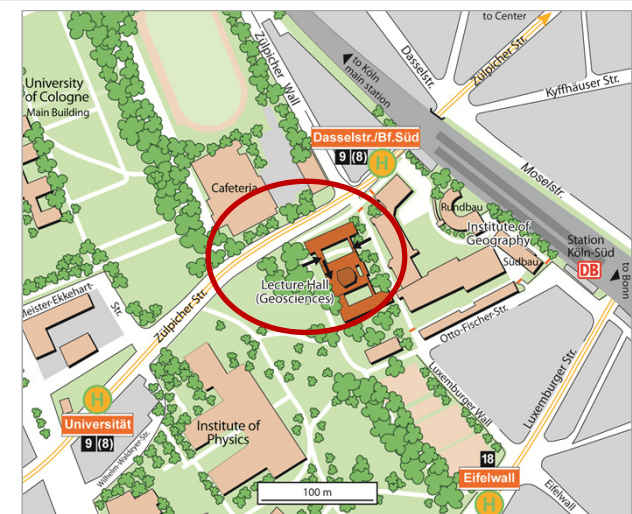 to Center
Zülpicher Str.
Dasselstr.
to Köln
main station
Zülpicher Wall
Kyffhäuser Str.
University
of Cologne
Main Building
Dasselstr./Bf.Süd
9 (8)
H
Moselstr.
Cafeteria
Rundbau
Institute of
Geography
Station
Köln-Süd
DB
Südbau
to Bonn
Lecture Hall
(Geosciences)
Meister-Ekkehart-
Str.
Zülpicher Str.
Otto-Fischer-Str.
Luxemburger Wall
Luxemburger Str.
H
Universität
9 (8)
Wilhelm-Waldeyer-Str.
Institute of
Physics
100 m
18
Eifelwall
H
Eifelwall